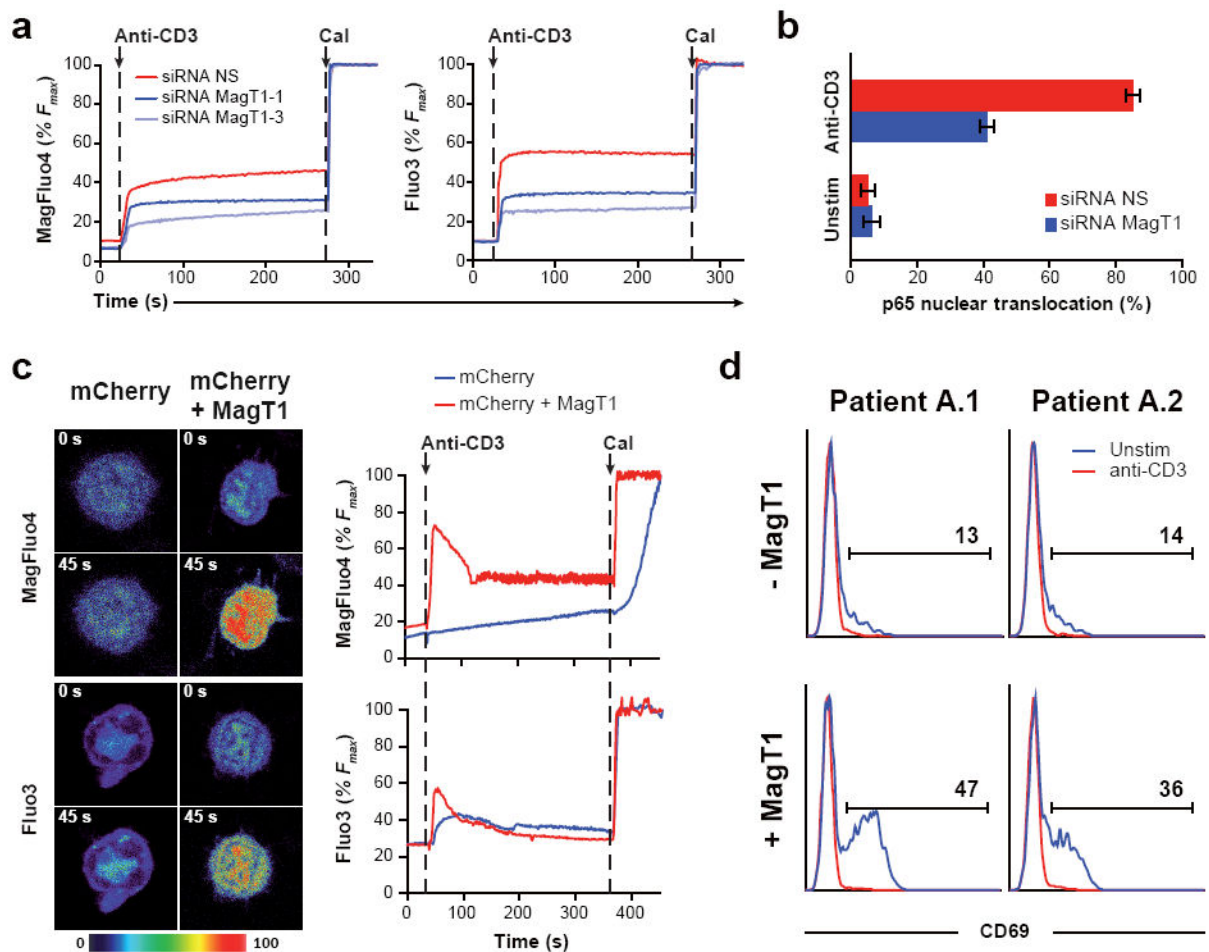 a
Anti-CD3
Cal
siRNA NS
siRNA MagT1-1
siRNA MagT1-3
MagFluo4 (% Fmax)
100
80
60
40
20
0
0 100 200 300
Time (s)
Anti-CD3
Cal
Fluo3 (% Fmax)
100
80
60
40
20
0
0 100 200 300
b
Anti-CD3
Unstim
siRNA NS
siRNA MagT1
0 20 40 60 80 100
p65 nuclear translocation (%)
c
mCherry
mCherry
+ MagT1
MagFluo4
0 s
0 s
45 s
45 s
Fluo3
0 s
0 s
45 s
45 s
0
100
mCherry
mCherry + MagT1
Anti-CD3
Cal
MagFluo4 (% Fmax)
100
80
60
40
20
0
Fluo3 (% Fmax)
100
80
60
40
20
0
0 100 200 300 400
Time (s)
d
Patient A.1
Patient A.2
Unstim
anti-CD3
- MagT1
13
14
+ MagT1
47
36
CD69